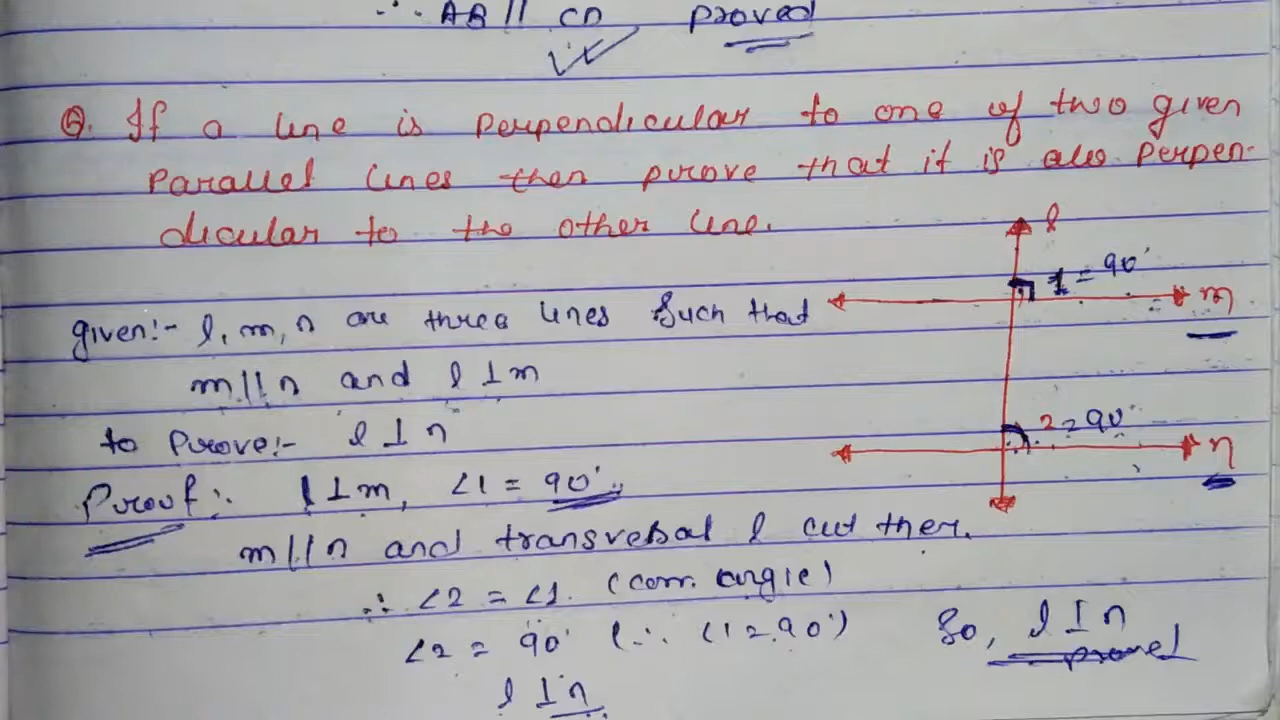 ∴ AB || CD proved
Q. If a line is perpendicular to one of two given
parallel lines then prove that it is also perpen-
dicular to the other line.
l
1 = 90°
m
2 = 90°
n
given:- l, m, n are three lines such that
m || n and l ⊥ m
to prove:- l ⊥ n
Proof:. l ⊥ m, ∠1 = 90°.
m || n and transversal l cut them.
∴ ∠2 = ∠1. (corr. angle)
∠2 = 90° (∵ ∠1 = 90°)
l ⊥ n
So, l ⊥ n
proved